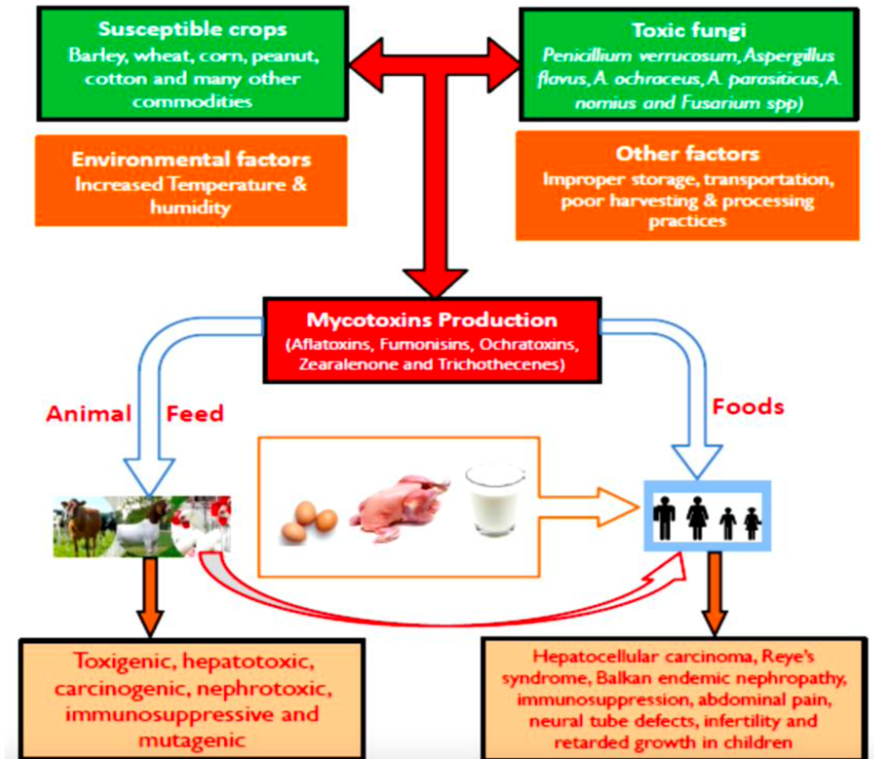 Susceptible crops
Barley, wheat, corn, peanut,
cotton and many other
commodities
Toxic fungi
Penicillium verrucosum, Aspergillus
flavus, A. ochraceus, A. parasiticus, A.
nomius and Fusarium spp)
Environmental factors
Increased Temperature &
humidity
Other factors
Improper storage, transportation,
poor harvesting & processing
practices
Mycotoxins Production
(Aflatoxins, Fumonisins, Ochratoxins,
Zearalenone and Trichothecenes)
Animal Feed
Foods
Toxigenic, hepatotoxic,
carcinogenic, nephrotoxic,
immunosuppressive and
mutagenic
Hepatocellular carcinoma, Reye's
syndrome, Balkan endemic nephropathy,
immunosuppression, abdominal pain,
neural tube defects, infertility and
retarded growth in children